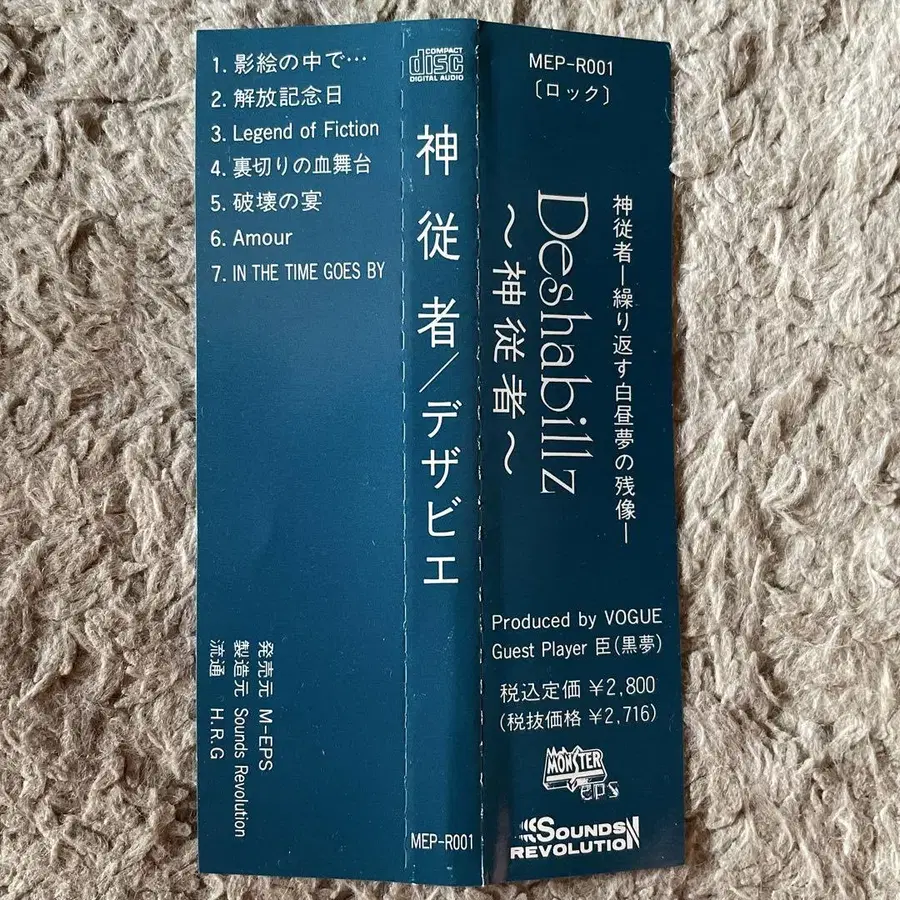 1. 影絵の中で…
2. 解放記念日
3. Legend of Fiction
4. 裏切りの血舞台
5. 破壊の宴
6. Amour
7. IN THE TIME GOES BY
発売元 M-EPS
製造元 Sounds Revolution
流通 H.R.G
COMPACT
disc
DIGITAL AUDIO
神従者/デザビエ
MEP-R001
MEP-R001
〔ロック〕
神従者―繰り返す白昼夢の残像―
Deshabillz
〜神従者〜
Produced by VOGUE
Guest Player 臣(黒夢)
税込定価 ¥2,800
(税抜価格 ¥2,716)
MONSTER
eps
SOUNDS
REVOLUTION